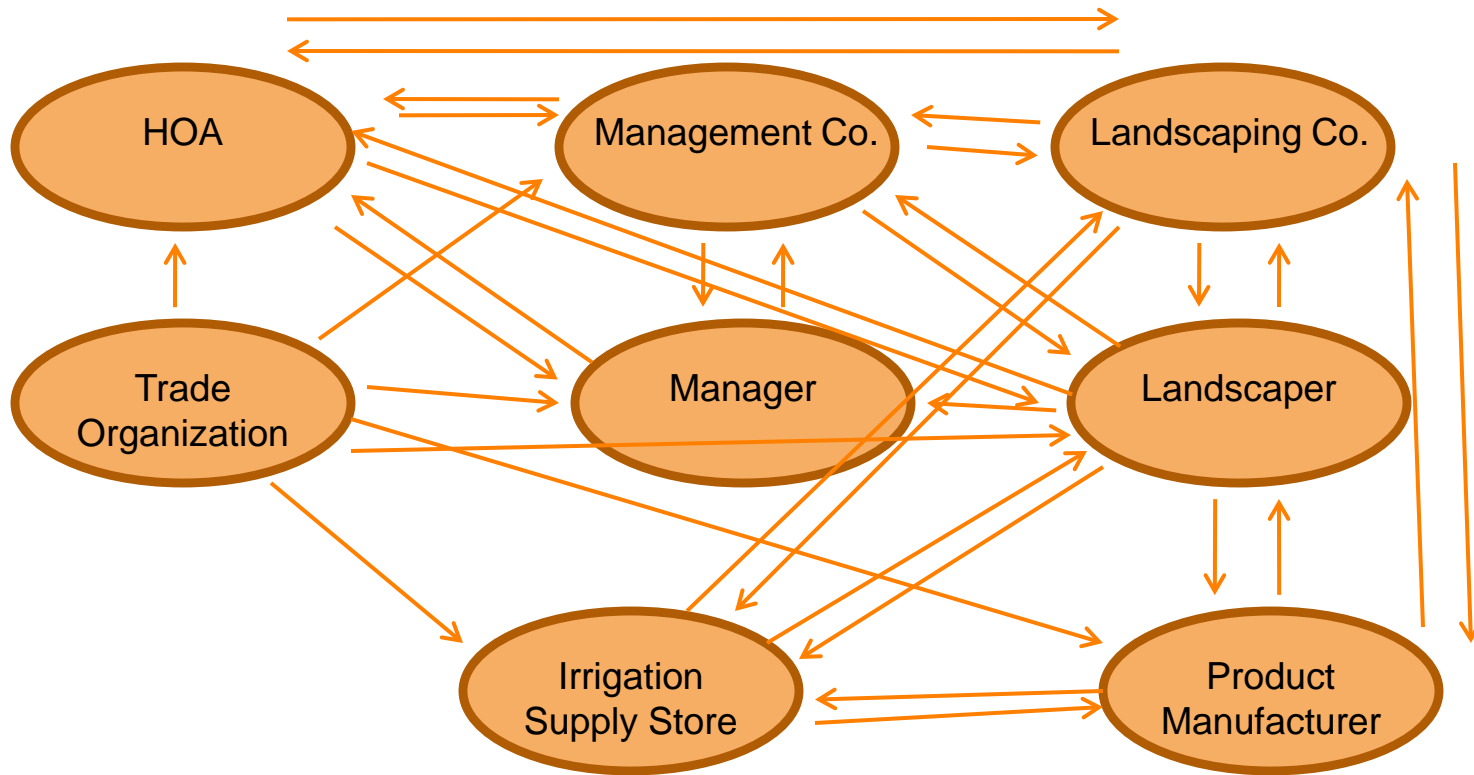 HOA
Management Co.
Landscaping Co.
Trade
Organization
Manager
Landscaper
Irrigation
Supply Store
Product
Manufacturer